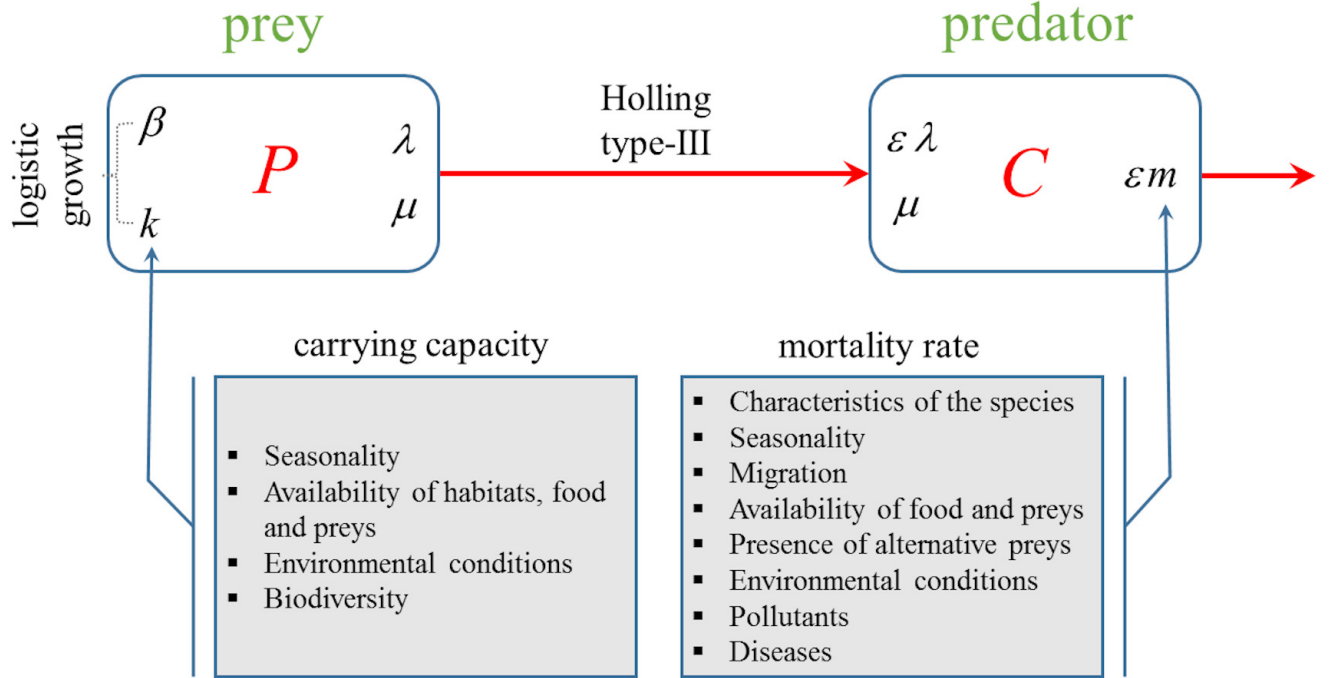 prey
predator
logistic
growth
β
k
P
λ
μ
Holling
type-III
ε λ
μ
C
ε m
carrying capacity
▪ Seasonality
▪ Availability of habitats, food
and preys
▪ Environmental conditions
▪ Biodiversity
mortality rate
▪ Characteristics of the species
▪ Seasonality
▪ Migration
▪ Availability of food and preys
▪ Presence of alternative preys
▪ Environmental conditions
▪ Pollutants
▪ Diseases